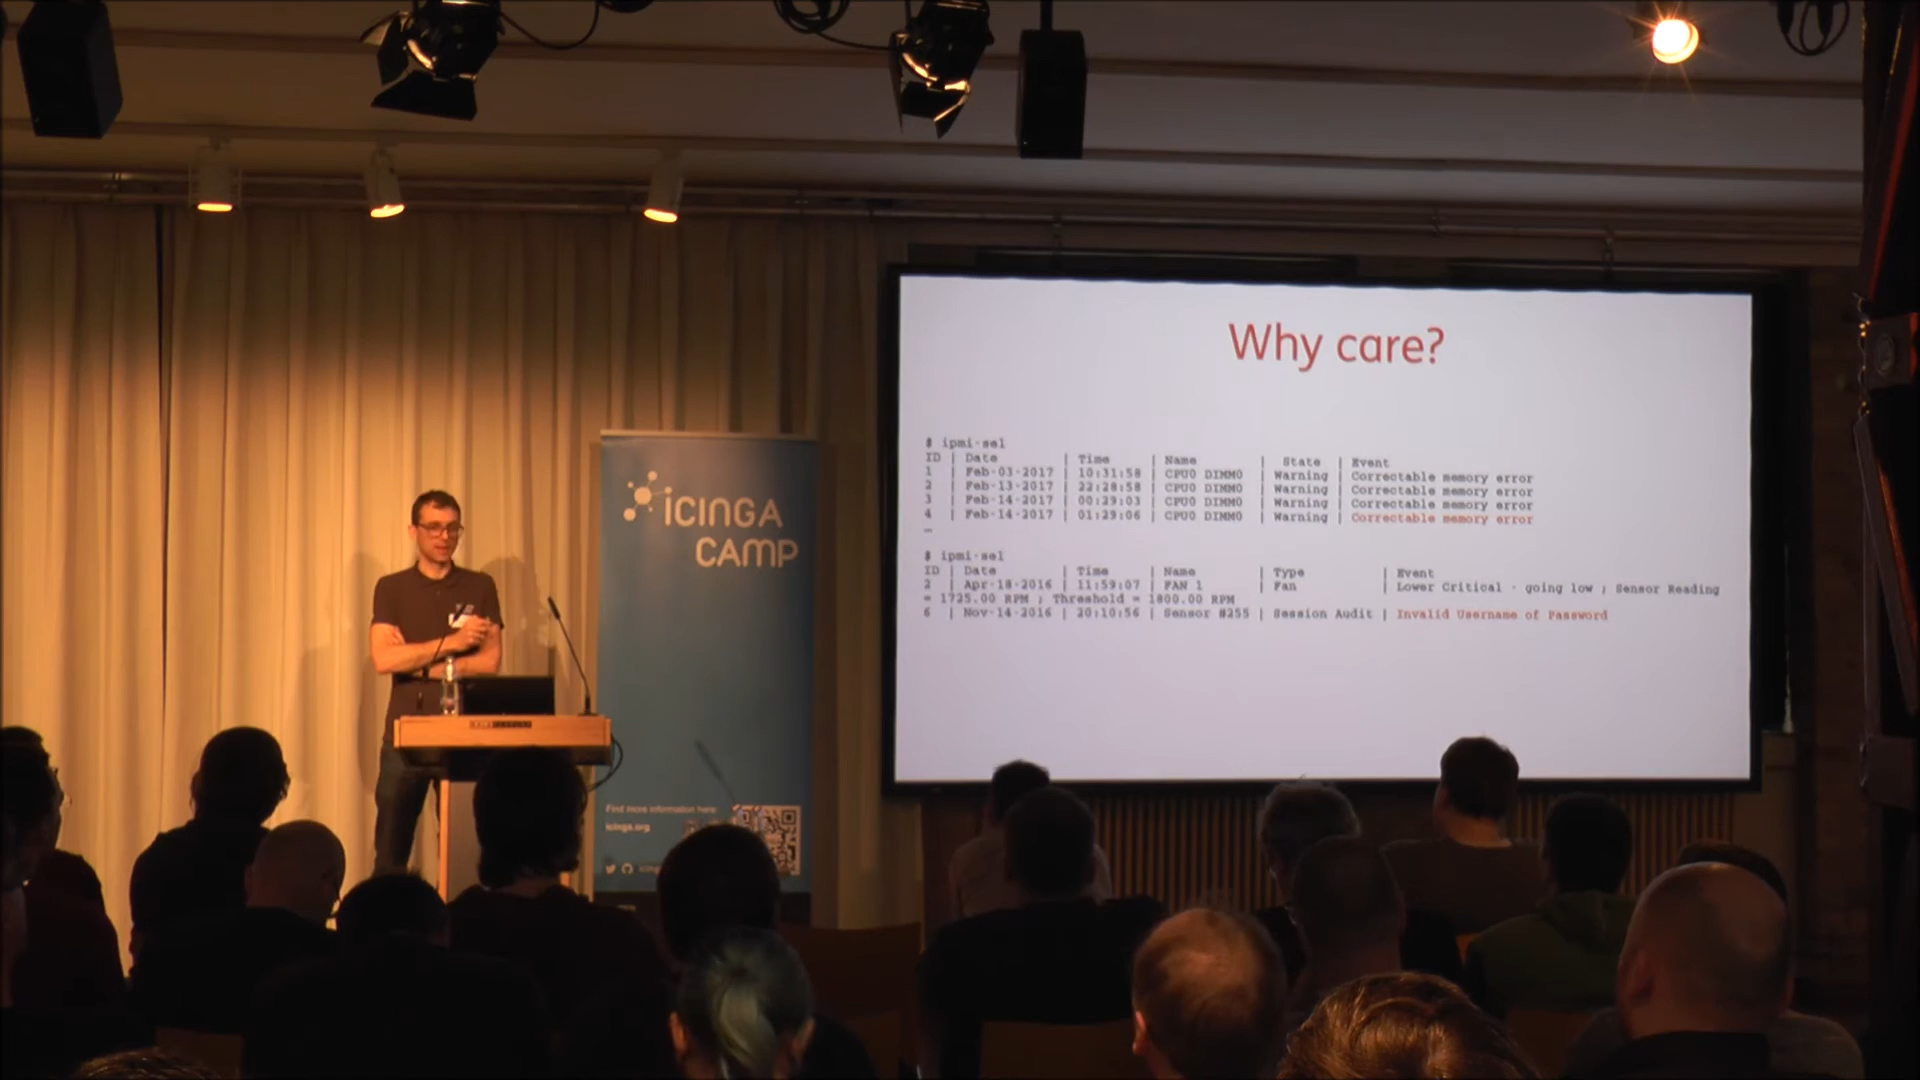 Why care?
# ipmi-sel
ID | Date | Time | Name | State | Event
1 | Feb-03-2017 | 10:31:58 | CPU0 DIMM0 | Warning | Correctable memory error
2 | Feb-13-2017 | 22:28:58 | CPU0 DIMM0 | Warning | Correctable memory error
3 | Feb-14-2017 | 00:29:03 | CPU0 DIMM0 | Warning | Correctable memory error
4 | Feb-14-2017 | 01:29:06 | CPU0 DIMM0 | Warning | Correctable memory error
# ipmi-sel
ID | Date | Time | Name | Type | Event
2 | Apr-18-2016 | 11:59:07 | FAN 1 | Fan | Lower Critical - going low ; Sensor Reading
= 1725.00 RPM ; Threshold = 1800.00 RPM
6 | Nov-14-2016 | 20:10:56 | Sensor #255 | Session Audit | Invalid Username of Password
ICINGA
CAMP
Find more information here:
icinga.org